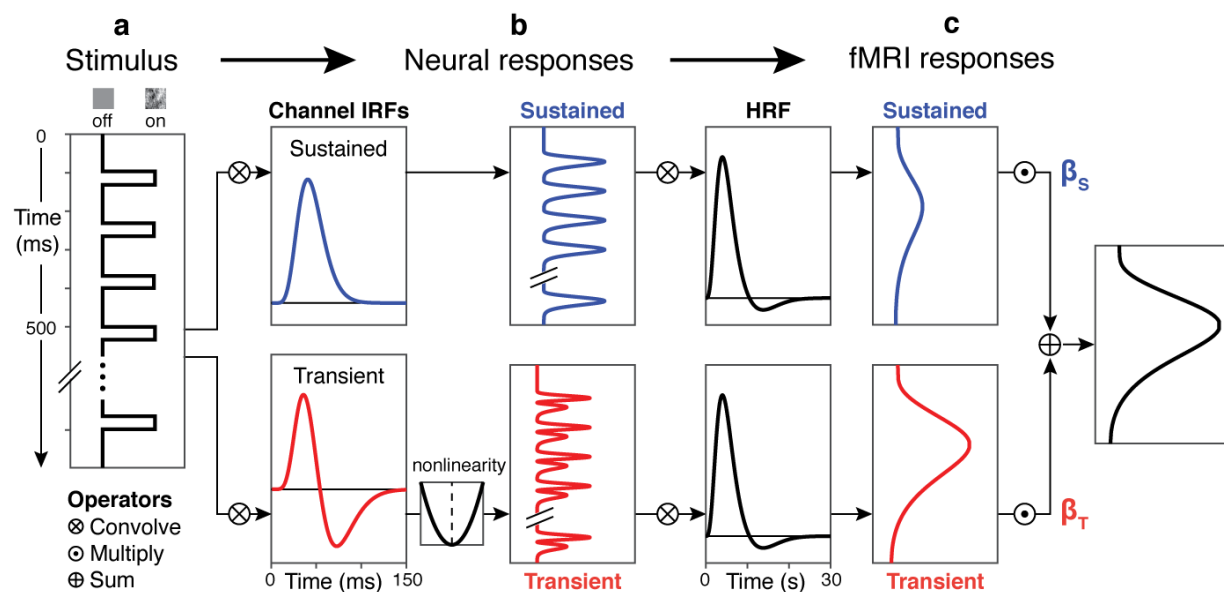 a
b
c
Stimulus
Neural responses
fMRI responses
off
on
Channel IRFs
Sustained
HRF
Sustained
0
Sustained
Time
(ms)
500
βS
Transient
nonlinearity
βT
Operators
⊗ Convolve
⊙ Multiply
⊕ Sum
0 Time (ms) 150
Transient
0 Time (s) 30
Transient